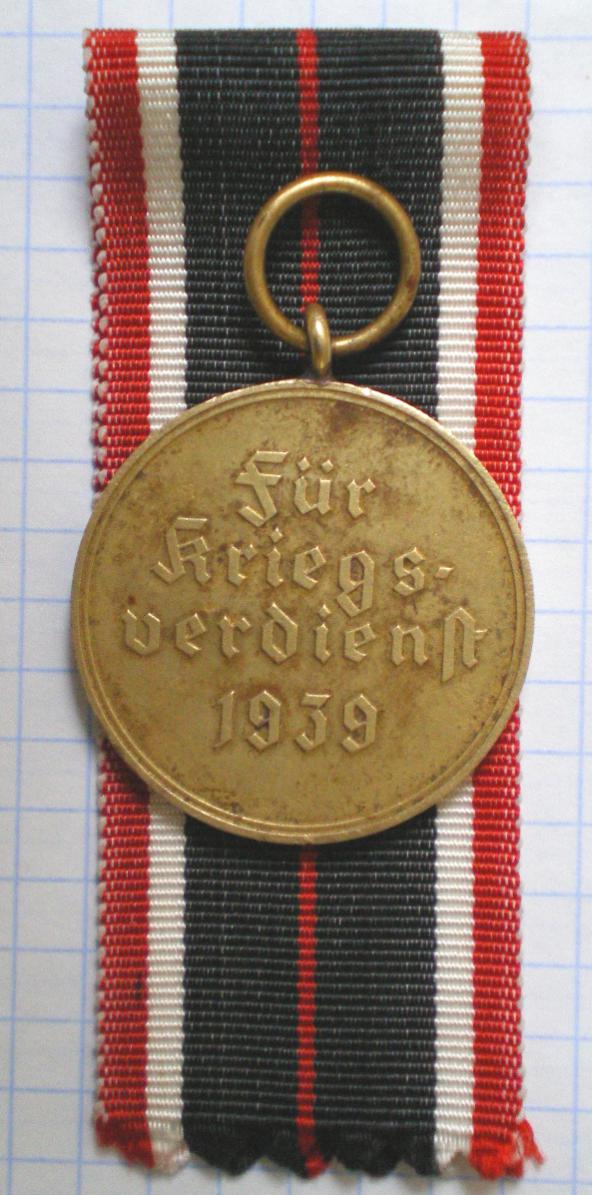 Für
Kriegs-
verdienst
1939